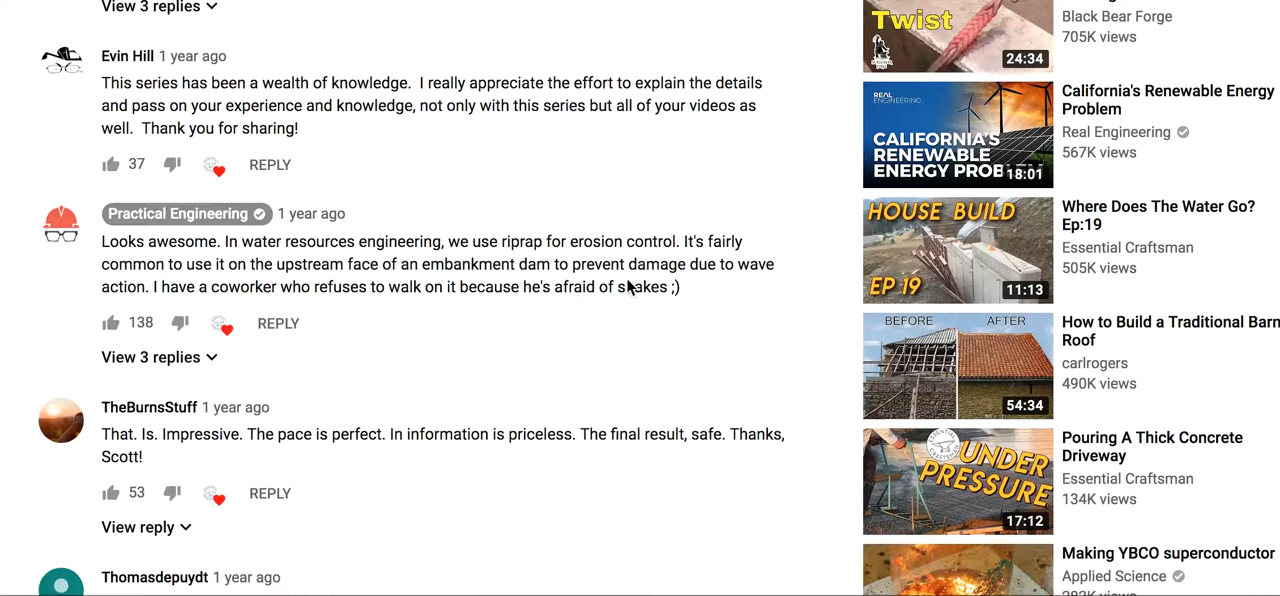 View 3 replies
Evin Hill 1 year ago
This series has been a wealth of knowledge.  I really appreciate the effort to explain the details
and pass on your experience and knowledge, not only with this series but all of your videos as
well.  Thank you for sharing!
37 REPLY
Practical Engineering 1 year ago
Looks awesome. In water resources engineering, we use riprap for erosion control. It's fairly
common to use it on the upstream face of an embankment dam to prevent damage due to wave
action. I have a coworker who refuses to walk on it because he's afraid of snakes ;)
138 REPLY
View 3 replies
TheBurnsStuff 1 year ago
That. Is. Impressive. The pace is perfect. In information is priceless. The final result, safe. Thanks,
Scott!
53 REPLY
View reply
Thomasdepuydt 1 year ago
Twist
24:34
Black Bear Forge
705K views
REAL
ENGINEERING
CALIFORNIA'S
RENEWABLE
ENERGY
18:01
California's Renewable Energy
Problem
Real Engineering
567K views
HOUSE BUILD
EP 19
11:13
Where Does The Water Go?
Ep:19
Essential Craftsman
505K views
BEFORE AFTER
54:34
How to Build a Traditional Barn
Roof
carlrogers
490K views
ESSENTIAL
CRAFTSMAN
UNDER
PRESSURE
17:12
Pouring A Thick Concrete
Driveway
Essential Craftsman
134K views
Making YBCO superconductor
Applied Science